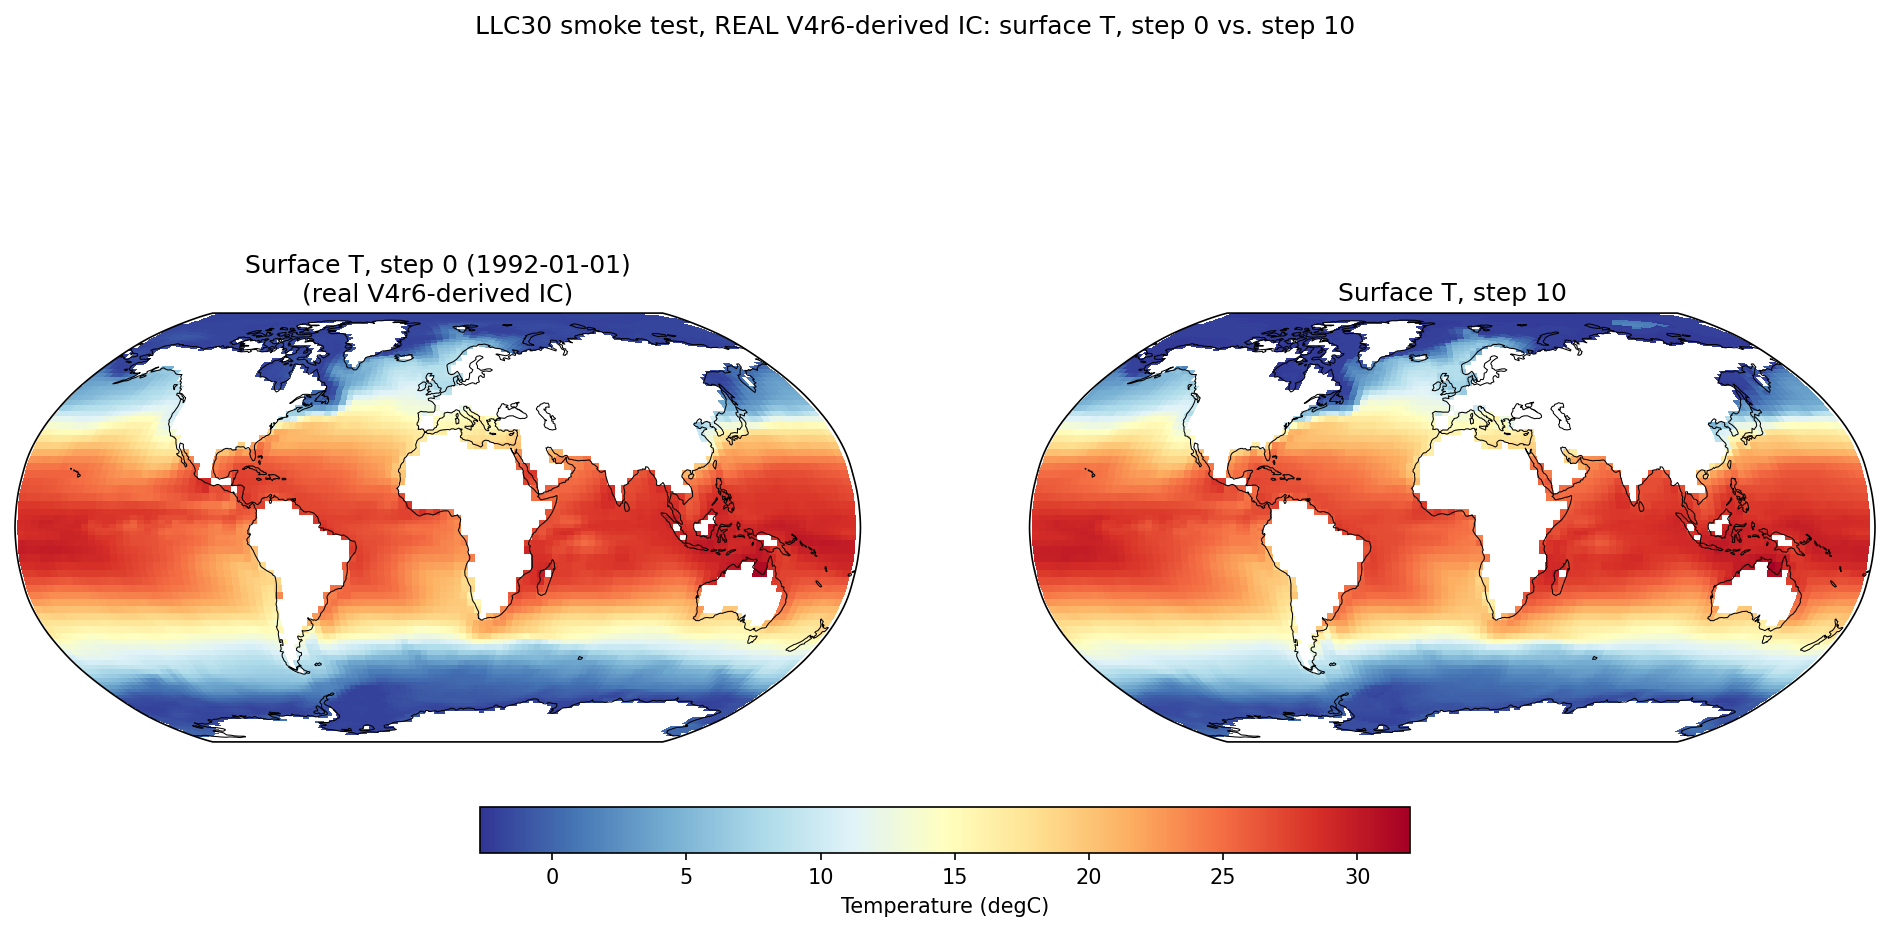 LLC30 smoke test, REAL V4r6-derived IC: surface T, step 0 vs. step 10
Surface T, step 0 (1992-01-01)
(real V4r6-derived IC)
Surface T, step 10
0 5 10 15 20 25 30
Temperature (degC)